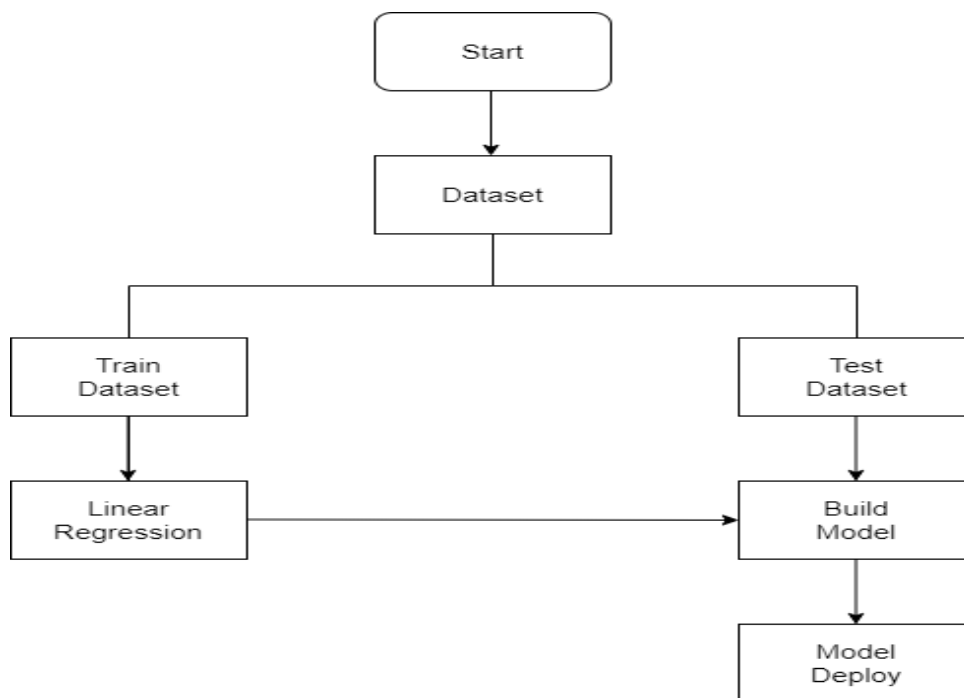 Start
Dataset
Train
Dataset
Test
Dataset
Linear
Regression
Build
Model
Model
Deploy